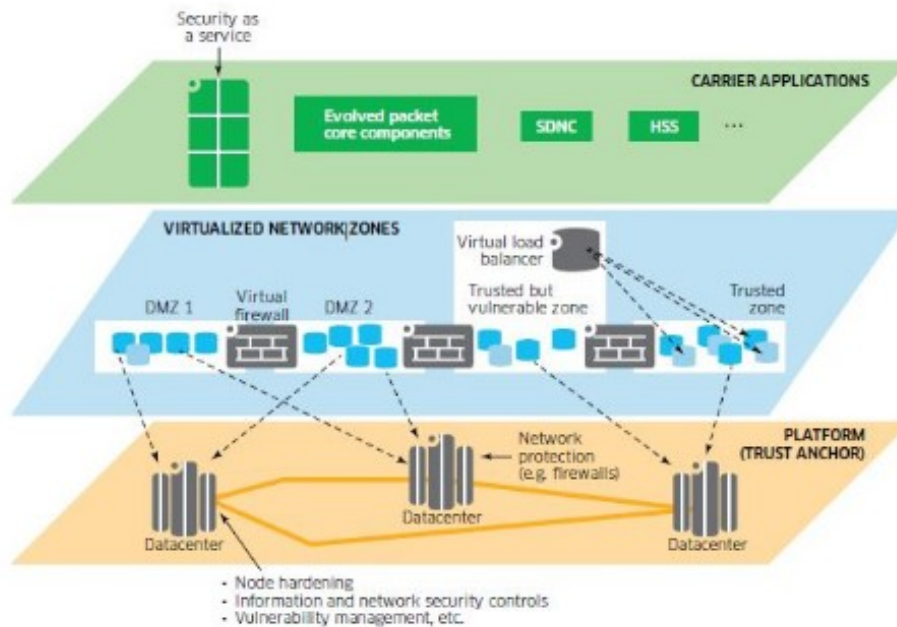 Security as
a service
CARRIER APPLICATIONS
Evolved packet
core components
SDNC
HSS
...
VIRTUALIZED NETWORK ZONES
Virtual load
balancer
DMZ 1
Virtual
firewall
DMZ 2
Trusted but
vulnerable zone
Trusted
zone
PLATFORM
(TRUST ANCHOR)
Network
protection
(e.g. firewalls)
Datacenter
Datacenter
Datacenter
- Node hardening
- Information and network security controls
- Vulnerability management, etc.